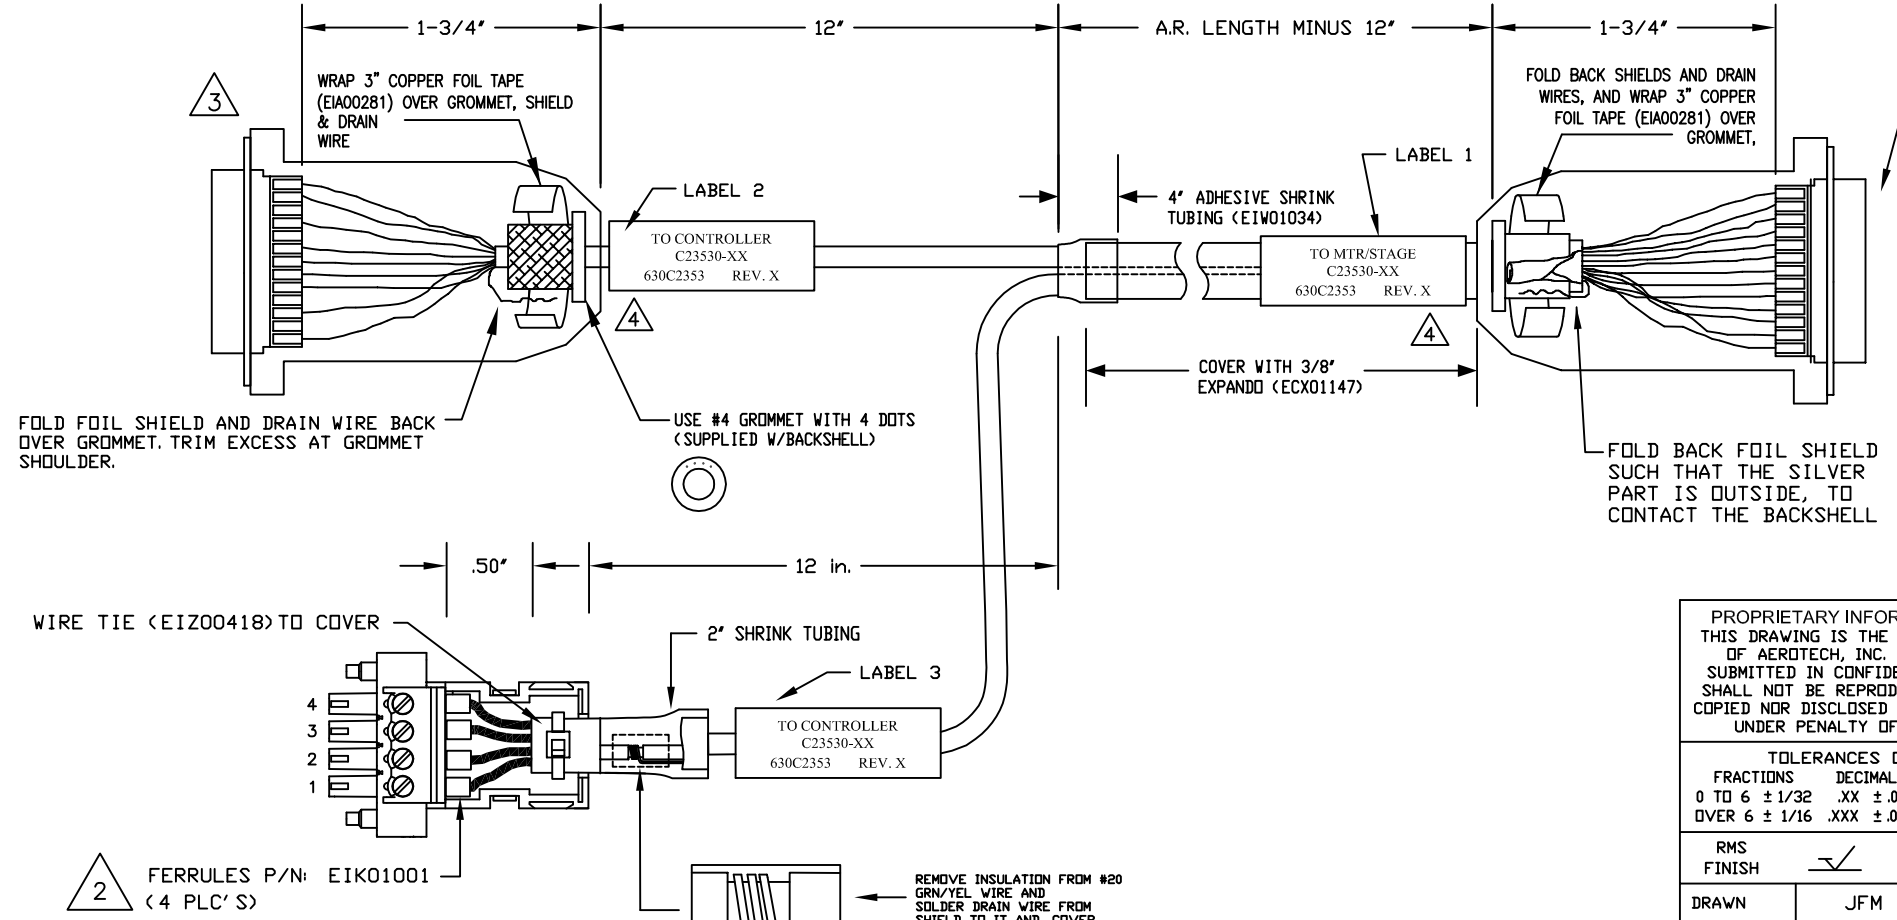 1-3/4"
12"
A.R. LENGTH MINUS 12"
1-3/4"
3
WRAP 3" COPPER FOIL TAPE
(EIA00281) OVER GROMMET, SHIELD
& DRAIN
WIRE
FOLD BACK SHIELDS AND DRAIN
WIRES, AND WRAP 3" COPPER
FOIL TAPE (EIA00281) OVER
GROMMET,
LABEL 2
LABEL 1
4" ADHESIVE SHRINK
TUBING (EIW01034)
TO CONTROLLER
C23530-XX
630C2353 REV. X
TO MTR/STAGE
C23530-XX
630C2353 REV. X
4
4
COVER WITH 3/8"
EXPANDO (ECX01147)
FOLD FOIL SHIELD AND DRAIN WIRE BACK
OVER GROMMET. TRIM EXCESS AT GROMMET
SHOULDER.
USE #4 GROMMET WITH 4 DOTS
(SUPPLIED W/BACKSHELL)
FOLD BACK FOIL SHIELD
SUCH THAT THE SILVER
PART IS OUTSIDE, TO
CONTACT THE BACKSHELL
.50"
12 in.
WIRE TIE (EIZ00418) TO COVER
2" SHRINK TUBING
LABEL 3
4
3
2
1
TO CONTROLLER
C23530-XX
630C2353 REV. X
2
FERRULES P/N: EIK01001
(4 PLC'S)
REMOVE INSULATION FROM #20
GRN/YEL WIRE AND
SOLDER DRAIN WIRE FROM
SHIELD TO IT AND COVER
PROPRIETARY INFOR
THIS DRAWING IS THE
OF AEROTECH, INC.
SUBMITTED IN CONFIDE
SHALL NOT BE REPROD
COPIED NOR DISCLOSED
UNDER PENALTY OF
TOLERANCES
FRACTIONS DECIMAL
0 TO 6 ± 1/32 .XX ±.0
OVER 6 ± 1/16 .XXX ±.0
RMS
FINISH
DRAWN JFM